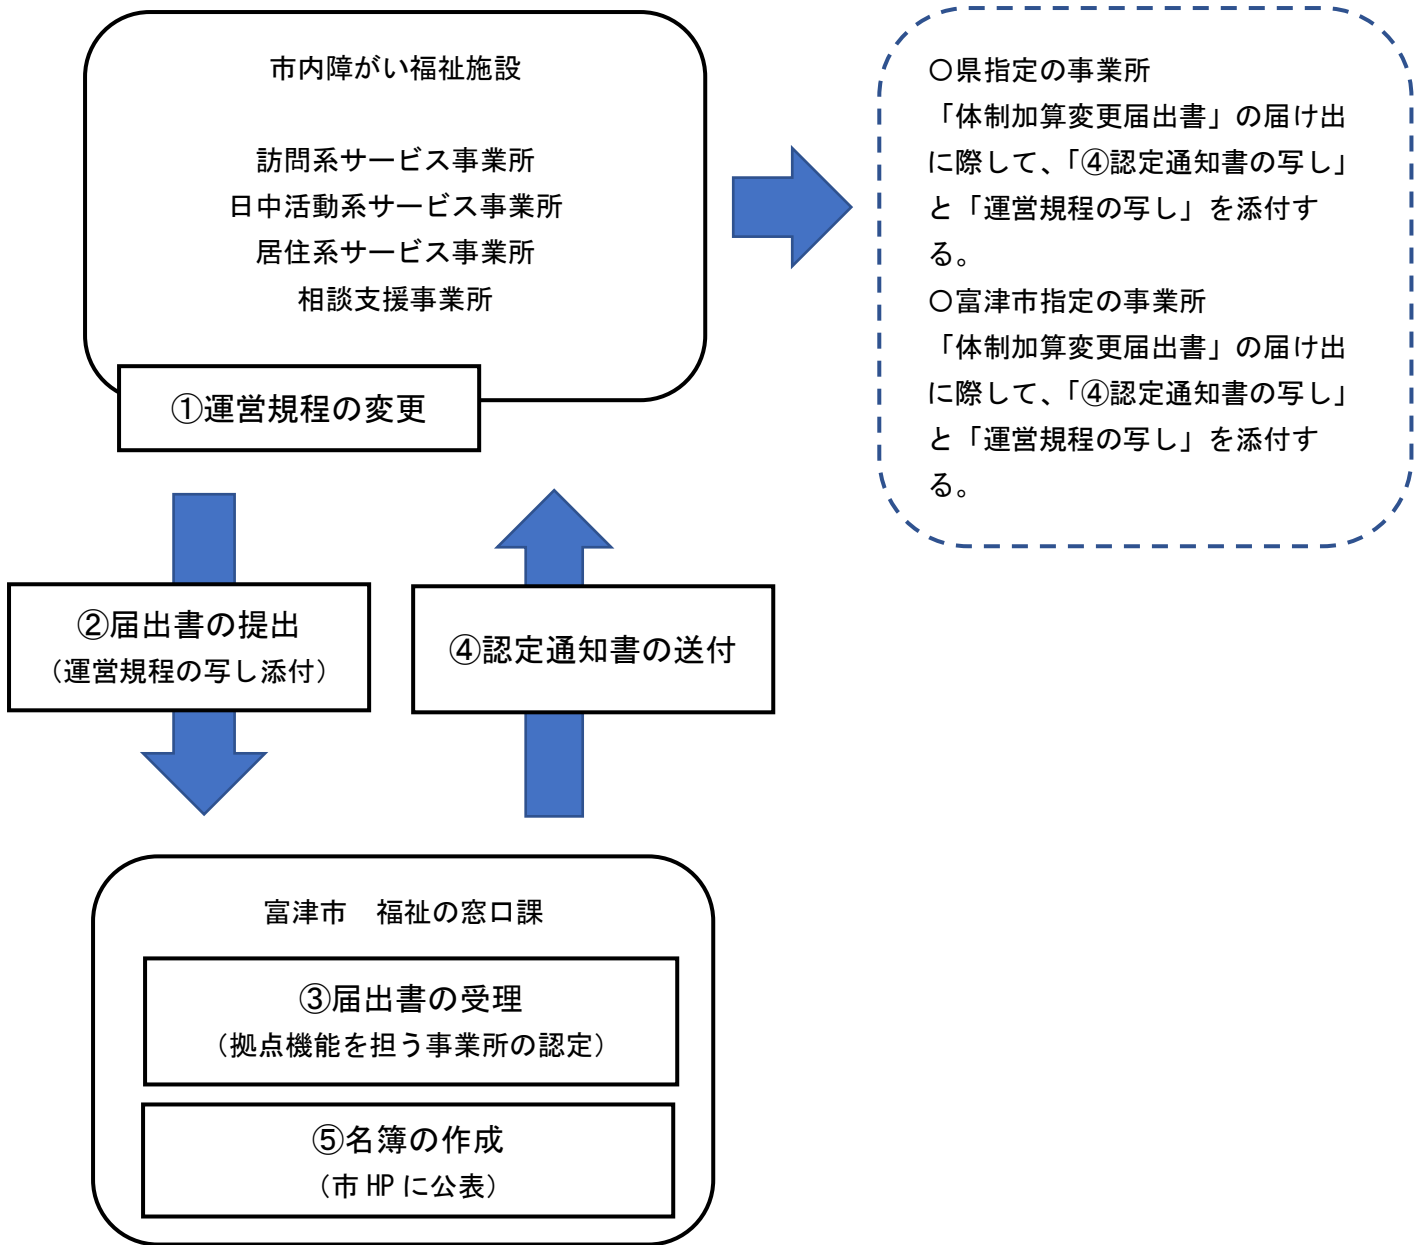 市内障がい福祉施設
訪問系サービス事業所
日中活動系サービス事業所
居住系サービス事業所
相談支援事業所
①運営規程の変更
〇県指定の事業所
「体制加算変更届出書」の届け出
に際して、「④認定通知書の写し」
と「運営規程の写し」を添付す
る。
〇富津市指定の事業所
「体制加算変更届出書」の届け出
に際して、「④認定通知書の写し」
と「運営規程の写し」を添付す
る。
②届出書の提出
（運営規程の写し添付）
④認定通知書の送付
富津市　福祉の窓口課
③届出書の受理
（拠点機能を担う事業所の認定）
⑤名簿の作成
（市 HP に公表）